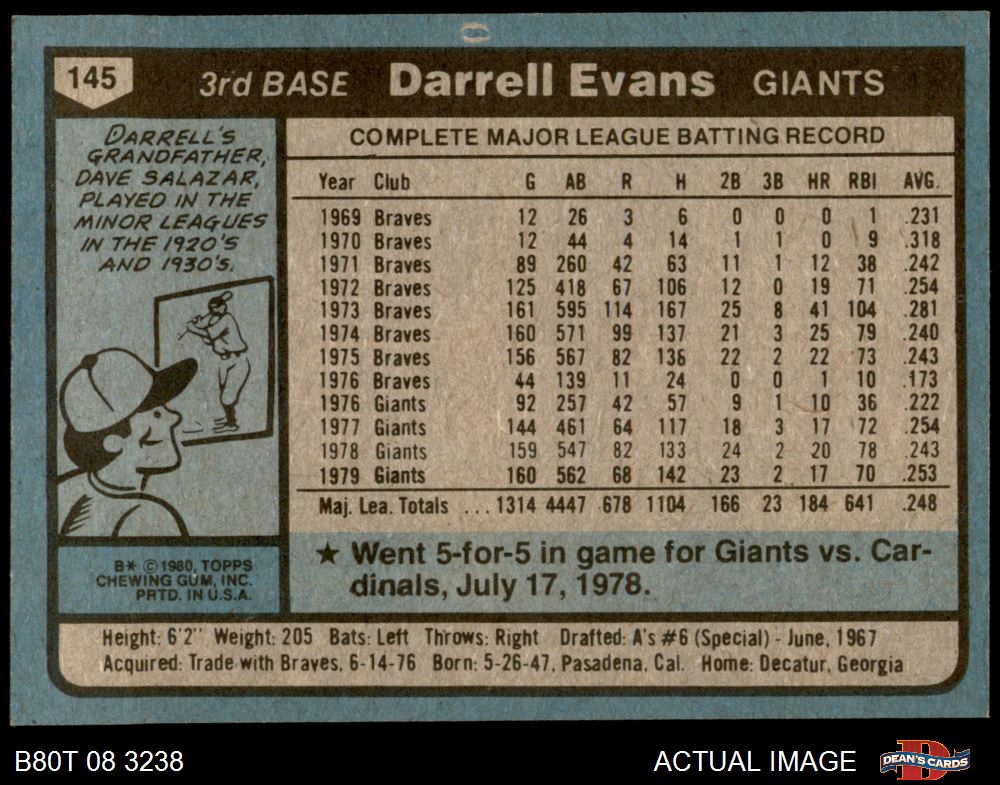 145 3rd BASE Darrell Evans GIANTS
DARRELL'S
GRANDFATHER,
DAVE SALAZAR,
PLAYED IN THE
MINOR LEAGUES
IN THE 1920'S
AND 1930'S.
B* ©1980, TOPPS
CHEWING GUM, INC.
PRTD. IN U.S.A.
COMPLETE MAJOR LEAGUE BATTING RECORD
Year Club G AB R H 2B 3B HR RBI AVG.
1969 Braves 12 26 3 6 0 0 0 1 .231
1970 Braves 12 44 4 14 1 1 0 9 .318
1971 Braves 89 260 42 63 11 1 12 38 .242
1972 Braves 125 418 67 106 12 0 19 71 .254
1973 Braves 161 595 114 167 25 8 41 104 .281
1974 Braves 160 571 99 137 21 3 25 79 .240
1975 Braves 156 567 82 138 22 2 22 73 .243
1976 Braves 44 139 11 24 0 0 1 10 .173
1976 Giants 92 257 42 57 9 1 10 36 .222
1977 Giants 144 461 64 117 18 3 17 72 .254
1978 Giants 159 547 82 133 24 2 20 78 .243
1979 Giants 160 562 68 142 23 2 17 70 .253
Maj. Lea. Totals ... 1314 4447 678 1104 166 23 184 641 .248
★ Went 5-for-5 in game for Giants vs. Car-
dinals, July 17, 1978.
Height: 6'2" Weight: 205 Bats: Left Throws: Right Drafted: A's #6 (Special) - June, 1967
Acquired: Trade with Braves, 6-14-76 Born: 5-26-47, Pasadena, Cal. Home: Decatur, Georgia
B80T 08 3238 ACTUAL IMAGE D DEAN'S CARDS